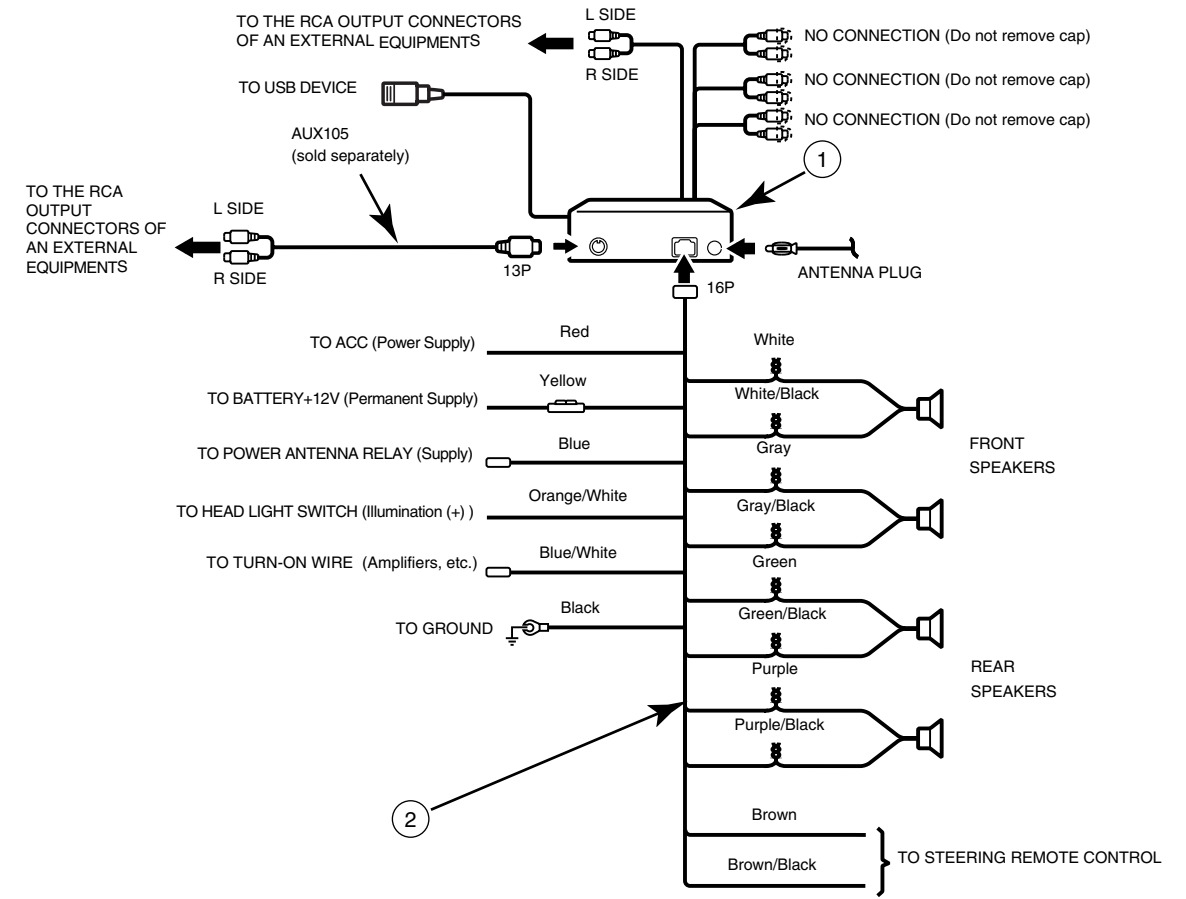 TO THE RCA OUTPUT CONNECTORS
OF AN EXTERNAL EQUIPMENTS
L SIDE
R SIDE
NO CONNECTION (Do not remove cap)
NO CONNECTION (Do not remove cap)
NO CONNECTION (Do not remove cap)
TO USB DEVICE
AUX105
(sold separately)
1
TO THE RCA
OUTPUT
CONNECTORS OF
AN EXTERNAL
EQUIPMENTS
L SIDE
R SIDE
13P
ANTENNA PLUG
16P
TO ACC (Power Supply)
Red
TO BATTERY+12V (Permanent Supply)
Yellow
TO POWER ANTENNA RELAY (Supply)
Blue
TO HEAD LIGHT SWITCH (Illumination (+) )
Orange/White
TO TURN-ON WIRE (Amplifiers, etc.)
Blue/White
TO GROUND
Black
White
White/Black
Gray
Gray/Black
FRONT
SPEAKERS
Green
Green/Black
Purple
Purple/Black
REAR
SPEAKERS
2
Brown
Brown/Black
TO STEERING REMOTE CONTROL